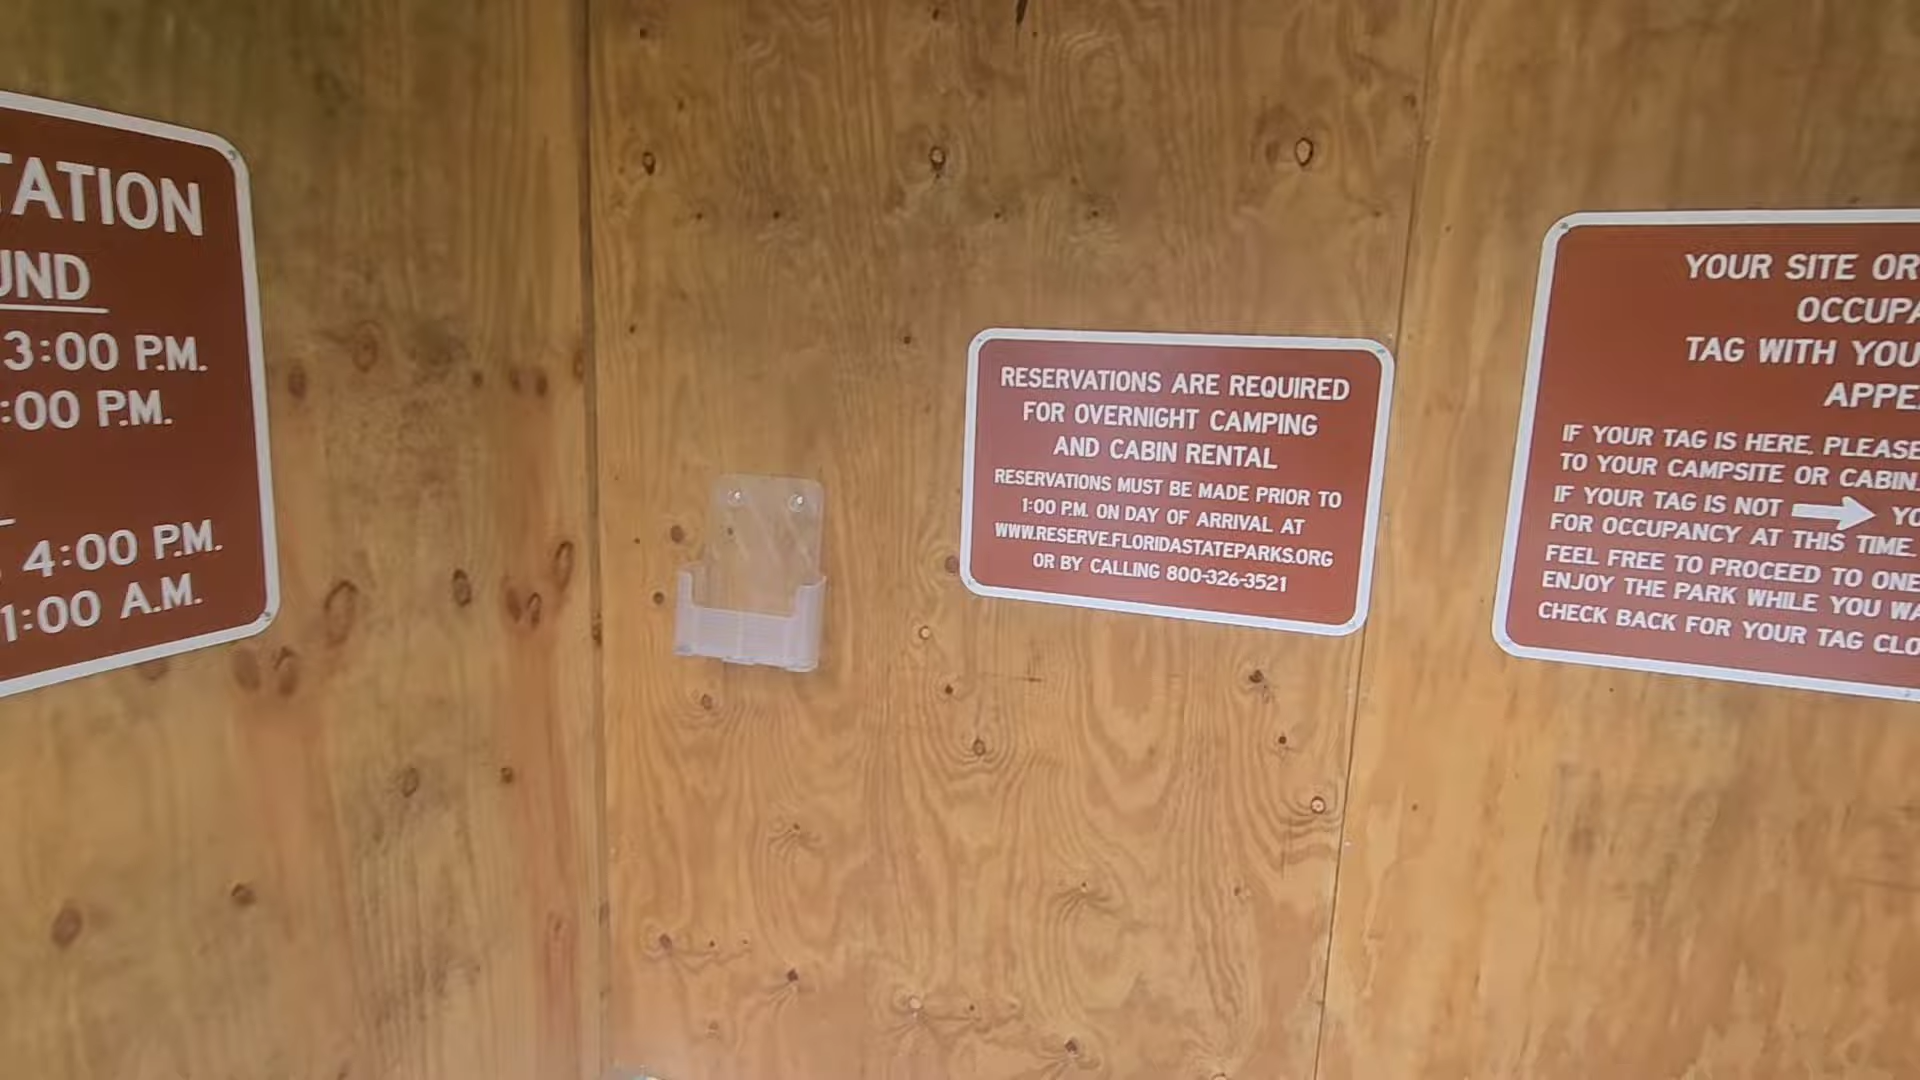 TATION
UND
3:00 P.M.
:00 P.M.
4:00 P.M.
1:00 A.M.
RESERVATIONS ARE REQUIRED
FOR OVERNIGHT CAMPING
AND CABIN RENTAL
RESERVATIONS MUST BE MADE PRIOR TO
1:00 P.M. ON DAY OF ARRIVAL AT
WWW.RESERVE.FLORIDASTATEPARKS.ORG
OR BY CALLING 800-326-3521
YOUR SITE OR
OCCUPA
TAG WITH YOU
APPE
IF YOUR TAG IS HERE, PLEASE
TO YOUR CAMPSITE OR CABIN.
IF YOUR TAG IS NOT → YO
FOR OCCUPANCY AT THIS TIME.
FEEL FREE TO PROCEED TO ONE
ENJOY THE PARK WHILE YOU WA
CHECK BACK FOR YOUR TAG CLO